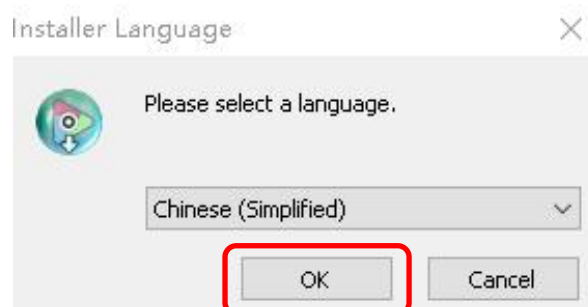 Installer Language
Please select a language.
Chinese (Simplified)
OK
Cancel